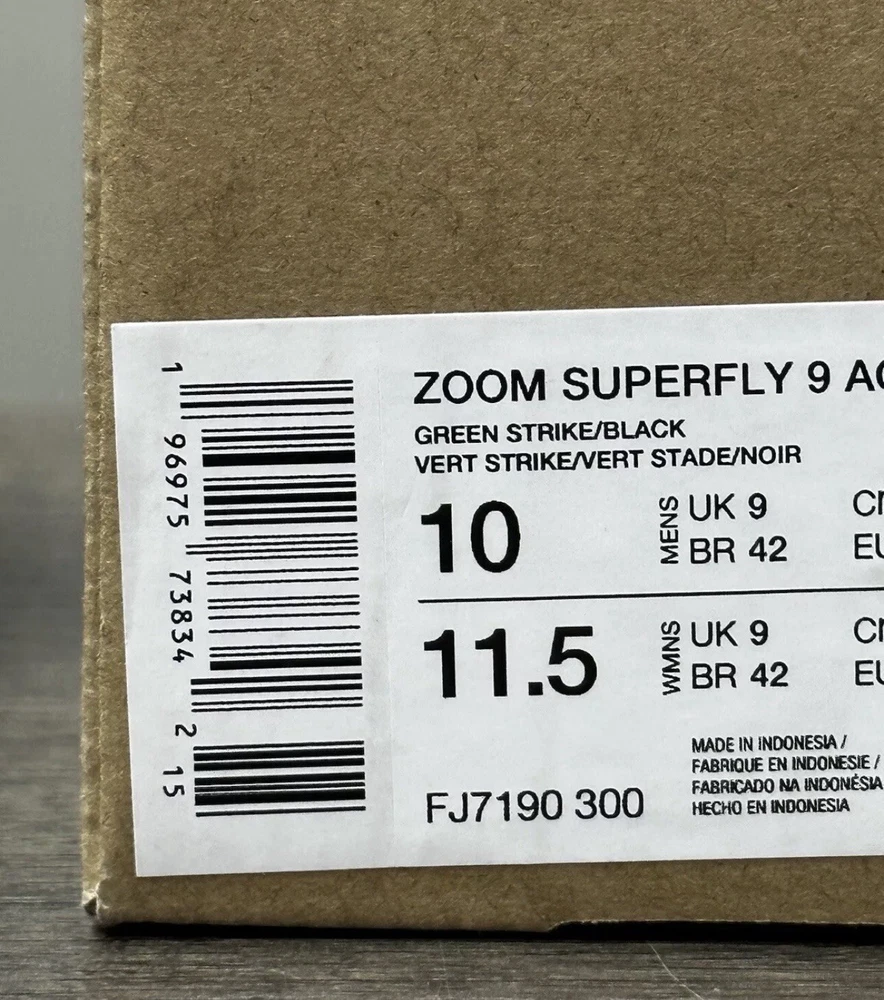 1 96975 73834 2 15
ZOOM SUPERFLY 9 AC
GREEN STRIKE/BLACK
VERT STRIKE/VERT STADE/NOIR
10
MENS
UK 9
BR 42
EU
11.5
WMNS
UK 9
BR 42
EU
FJ7190 300
MADE IN INDONESIA /
FABRIQUE EN INDONESIE /
FABRICADO NA INDONÉSIA
HECHO EN INDONESIA